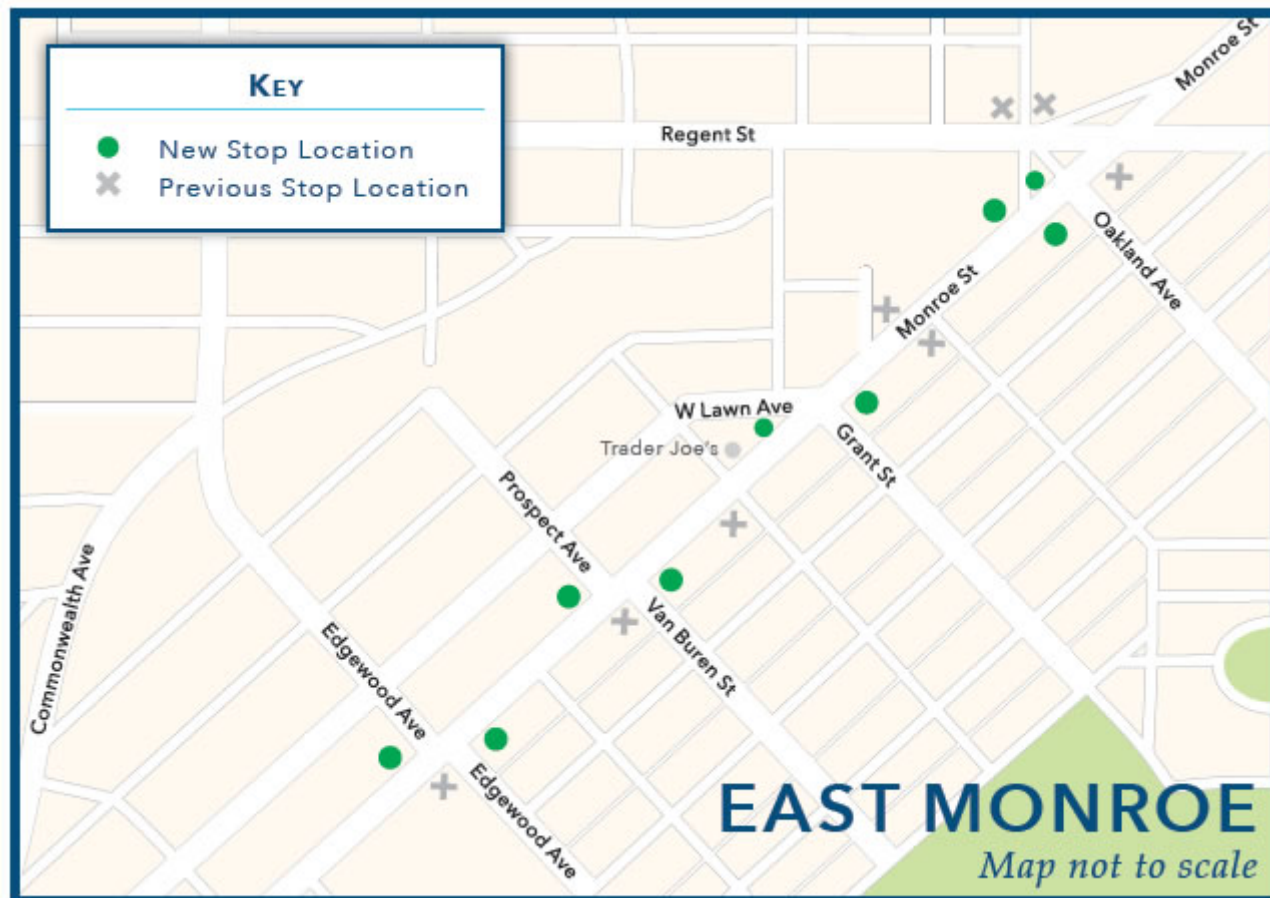 KEY
New Stop Location
Previous Stop Location
Monroe St
Regent St
Oakland Ave
Monroe St
W Lawn Ave
Trader Joe's
Grant St
Prospect Ave
Commonwealth Ave
Edgewood Ave
Van Buren St
Edgewood Ave
EAST MONROE
Map not to scale